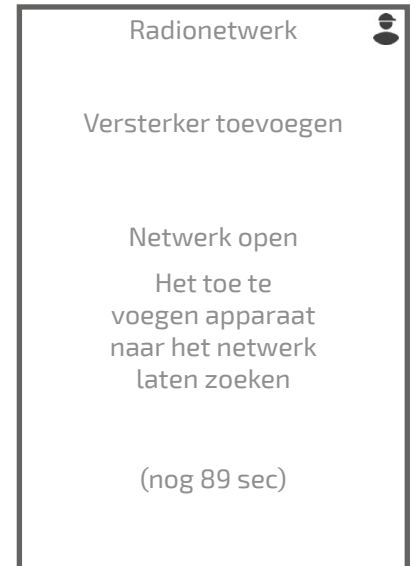 Radionetwerk
Versterker toevoegen
Netwerk open
Het toe te
voegen apparaat
naar het netwerk
laten zoeken
(nog 89 sec)